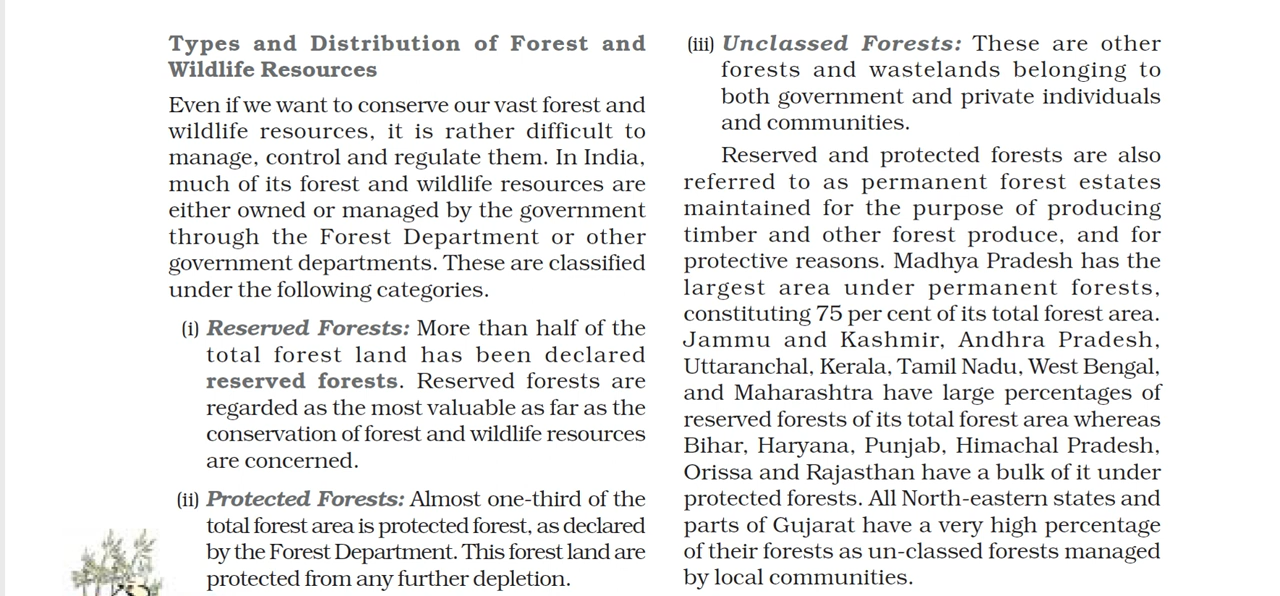 Types and Distribution of Forest and
Wildlife Resources
Even if we want to conserve our vast forest and
wildlife resources, it is rather difficult to
manage, control and regulate them. In India,
much of its forest and wildlife resources are
either owned or managed by the government
through the Forest Department or other
government departments. These are classified
under the following categories.
(i) Reserved Forests: More than half of the
total forest land has been declared
reserved forests. Reserved forests are
regarded as the most valuable as far as the
conservation of forest and wildlife resources
are concerned.
(ii) Protected Forests: Almost one-third of the
total forest area is protected forest, as declared
by the Forest Department. This forest land are
protected from any further depletion.
(iii) Unclassed Forests: These are other
forests and wastelands belonging to
both government and private individuals
and communities.
Reserved and protected forests are also
referred to as permanent forest estates
maintained for the purpose of producing
timber and other forest produce, and for
protective reasons. Madhya Pradesh has the
largest area under permanent forests,
constituting 75 per cent of its total forest area.
Jammu and Kashmir, Andhra Pradesh,
Uttaranchal, Kerala, Tamil Nadu, West Bengal,
and Maharashtra have large percentages of
reserved forests of its total forest area whereas
Bihar, Haryana, Punjab, Himachal Pradesh,
Orissa and Rajasthan have a bulk of it under
protected forests. All North-eastern states and
parts of Gujarat have a very high percentage
of their forests as un-classed forests managed
by local communities.